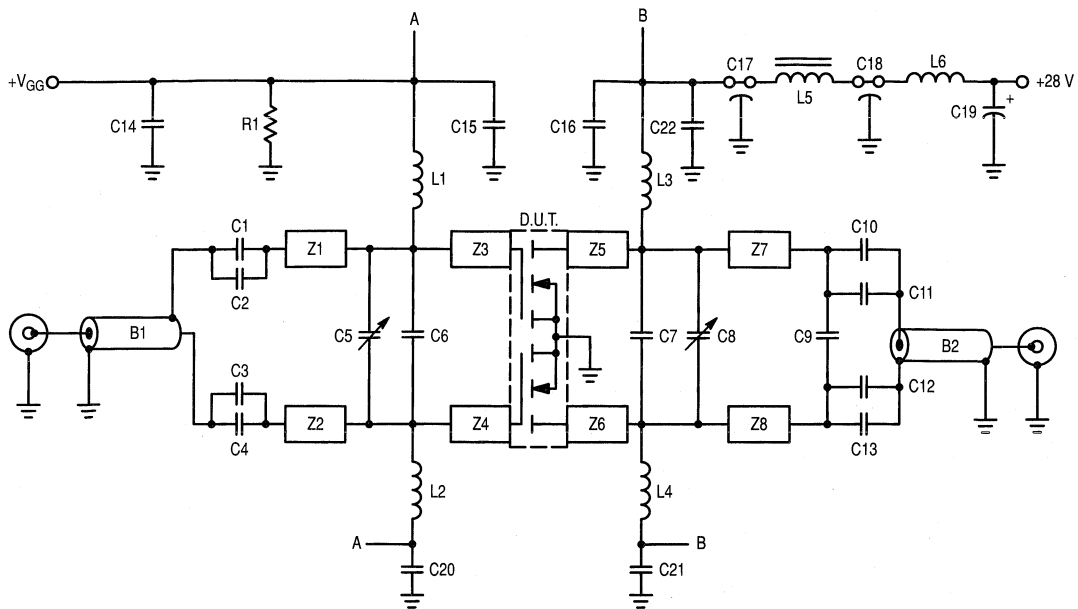 A
B
+VGG
C14
R1
C15
C16
C22
C17
L5
C18
L6
C19
+
+28 V
L1
L3
D.U.T.
C1
C2
Z1
Z3
Z5
Z7
C10
C11
B1
C5
C6
C7
C8
C9
B2
C3
C4
Z2
Z4
Z6
Z8
C12
C13
L2
L4
A
B
C20
C21